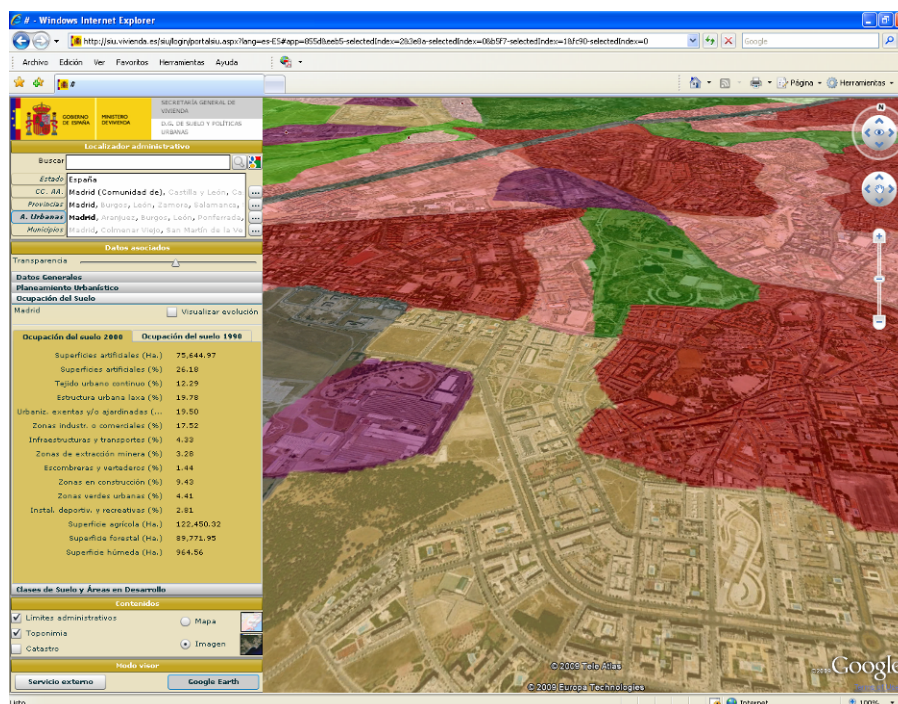 # - Windows Internet Explorer
http://siu.vivienda.es/siu/login/portalsiu.aspx?lang=es-ES#app=855d&eeb5-selectedIndex=2&3e8a-selectedIndex=0&b5f7-selectedIndex=1&fc90-selectedIndex=0
Google
Archivo Edición Ver Favoritos Herramientas Ayuda
#
Página Herramientas
GOBIERNO DE ESPAÑA
MINISTERIO DE VIVIENDA
SECRETARÍA GENERAL DE
VIVIENDA
D.G. DE SUELO Y POLÍTICAS
URBANAS
Localizador administrativo
Buscar
Estado España
CC. AA. Madrid (Comunidad de), Castilla y León, Ca ...
Provincias Madrid, Burgos, León, Zamora, Salamanca, ...
A. Urbanas Madrid, Aranjuez, Burgos, León, Ponferrada, ...
Municipios Madrid, Colmenar Viejo, San Martín de la Ve ...
Datos asociados
Transparencia
Datos Generales
Planeamiento Urbanístico
Ocupación del Suelo
Madrid Visualizar evolución
Ocupación del suelo 2000 Ocupación del suelo 1990
Superficies artificiales (Ha.) 75,644.97
Superficies artificiales (%) 26.18
Tejido urbano continuo (%) 12.29
Estructura urbana laxa (%) 19.78
Urbaniz. exentas y/o ajardinadas (... 19.50
Zonas industr. o comerciales (%) 17.52
Infraestructuras y transportes (%) 4.33
Zonas de extracción minera (%) 3.28
Escombreras y vertederos (%) 1.44
Zonas en construcción (%) 9.43
Zonas verdes urbanas (%) 4.41
Instal. deportiv. y recreativas (%) 2.81
Superficie agrícola (Ha.) 122,450.32
Superficie forestal (Ha.) 89,771.95
Superficie húmeda (Ha.) 964.56
Clases de Suelo y Áreas en Desarrollo
Contenidos
Límites administrativos
Toponimia
Catastro
Mapa
Imagen
Modo visor
Servicio externo Google Earth
N
© 2009 Tele Atlas
© 2009 Europa Technologies
Google
Listo Internet 100%